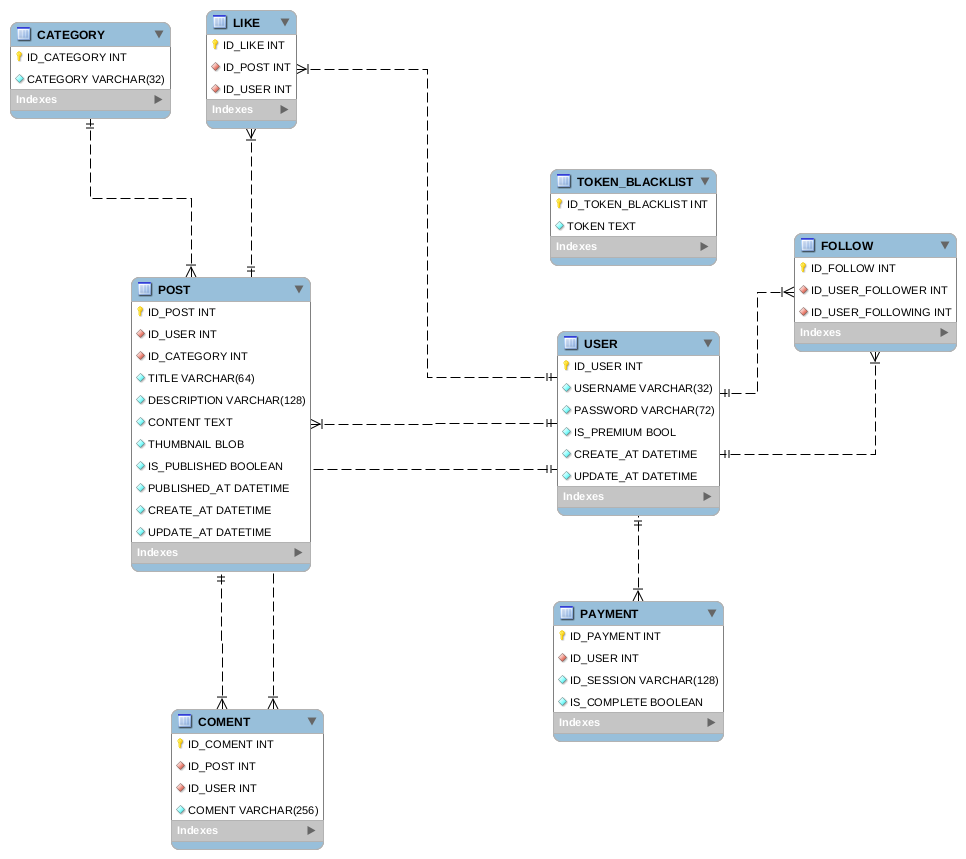 CATEGORY
ID_CATEGORY INT
CATEGORY VARCHAR(32)
Indexes
LIKE
ID_LIKE INT
ID_POST INT
ID_USER INT
Indexes
TOKEN_BLACKLIST
ID_TOKEN_BLACKLIST INT
TOKEN TEXT
Indexes
FOLLOW
ID_FOLLOW INT
ID_USER_FOLLOWER INT
ID_USER_FOLLOWING INT
Indexes
POST
ID_POST INT
ID_USER INT
ID_CATEGORY INT
TITLE VARCHAR(64)
DESCRIPTION VARCHAR(128)
CONTENT TEXT
THUMBNAIL BLOB
IS_PUBLISHED BOOLEAN
PUBLISHED_AT DATETIME
CREATE_AT DATETIME
UPDATE_AT DATETIME
Indexes
USER
ID_USER INT
USERNAME VARCHAR(32)
PASSWORD VARCHAR(72)
IS_PREMIUM BOOL
CREATE_AT DATETIME
UPDATE_AT DATETIME
Indexes
PAYMENT
ID_PAYMENT INT
ID_USER INT
ID_SESSION VARCHAR(128)
IS_COMPLETE BOOLEAN
Indexes
COMENT
ID_COMENT INT
ID_POST INT
ID_USER INT
COMENT VARCHAR(256)
Indexes